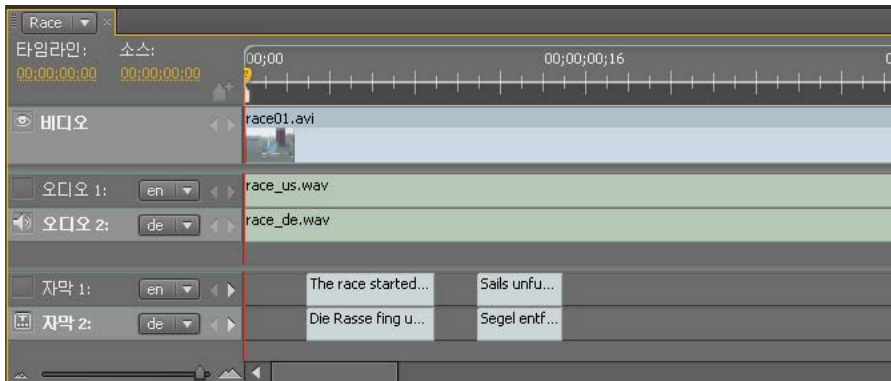 Race
타임라인: 소스:
00;00;00;00 00;00;00;00
00;00 00;00;00;16
비디오 race01.avi
오디오 1: en race_us.wav
오디오 2: de race_de.wav
자막 1: en The race started... Sails unfu...
자막 2: de Die Rasse fing u... Segel entf...